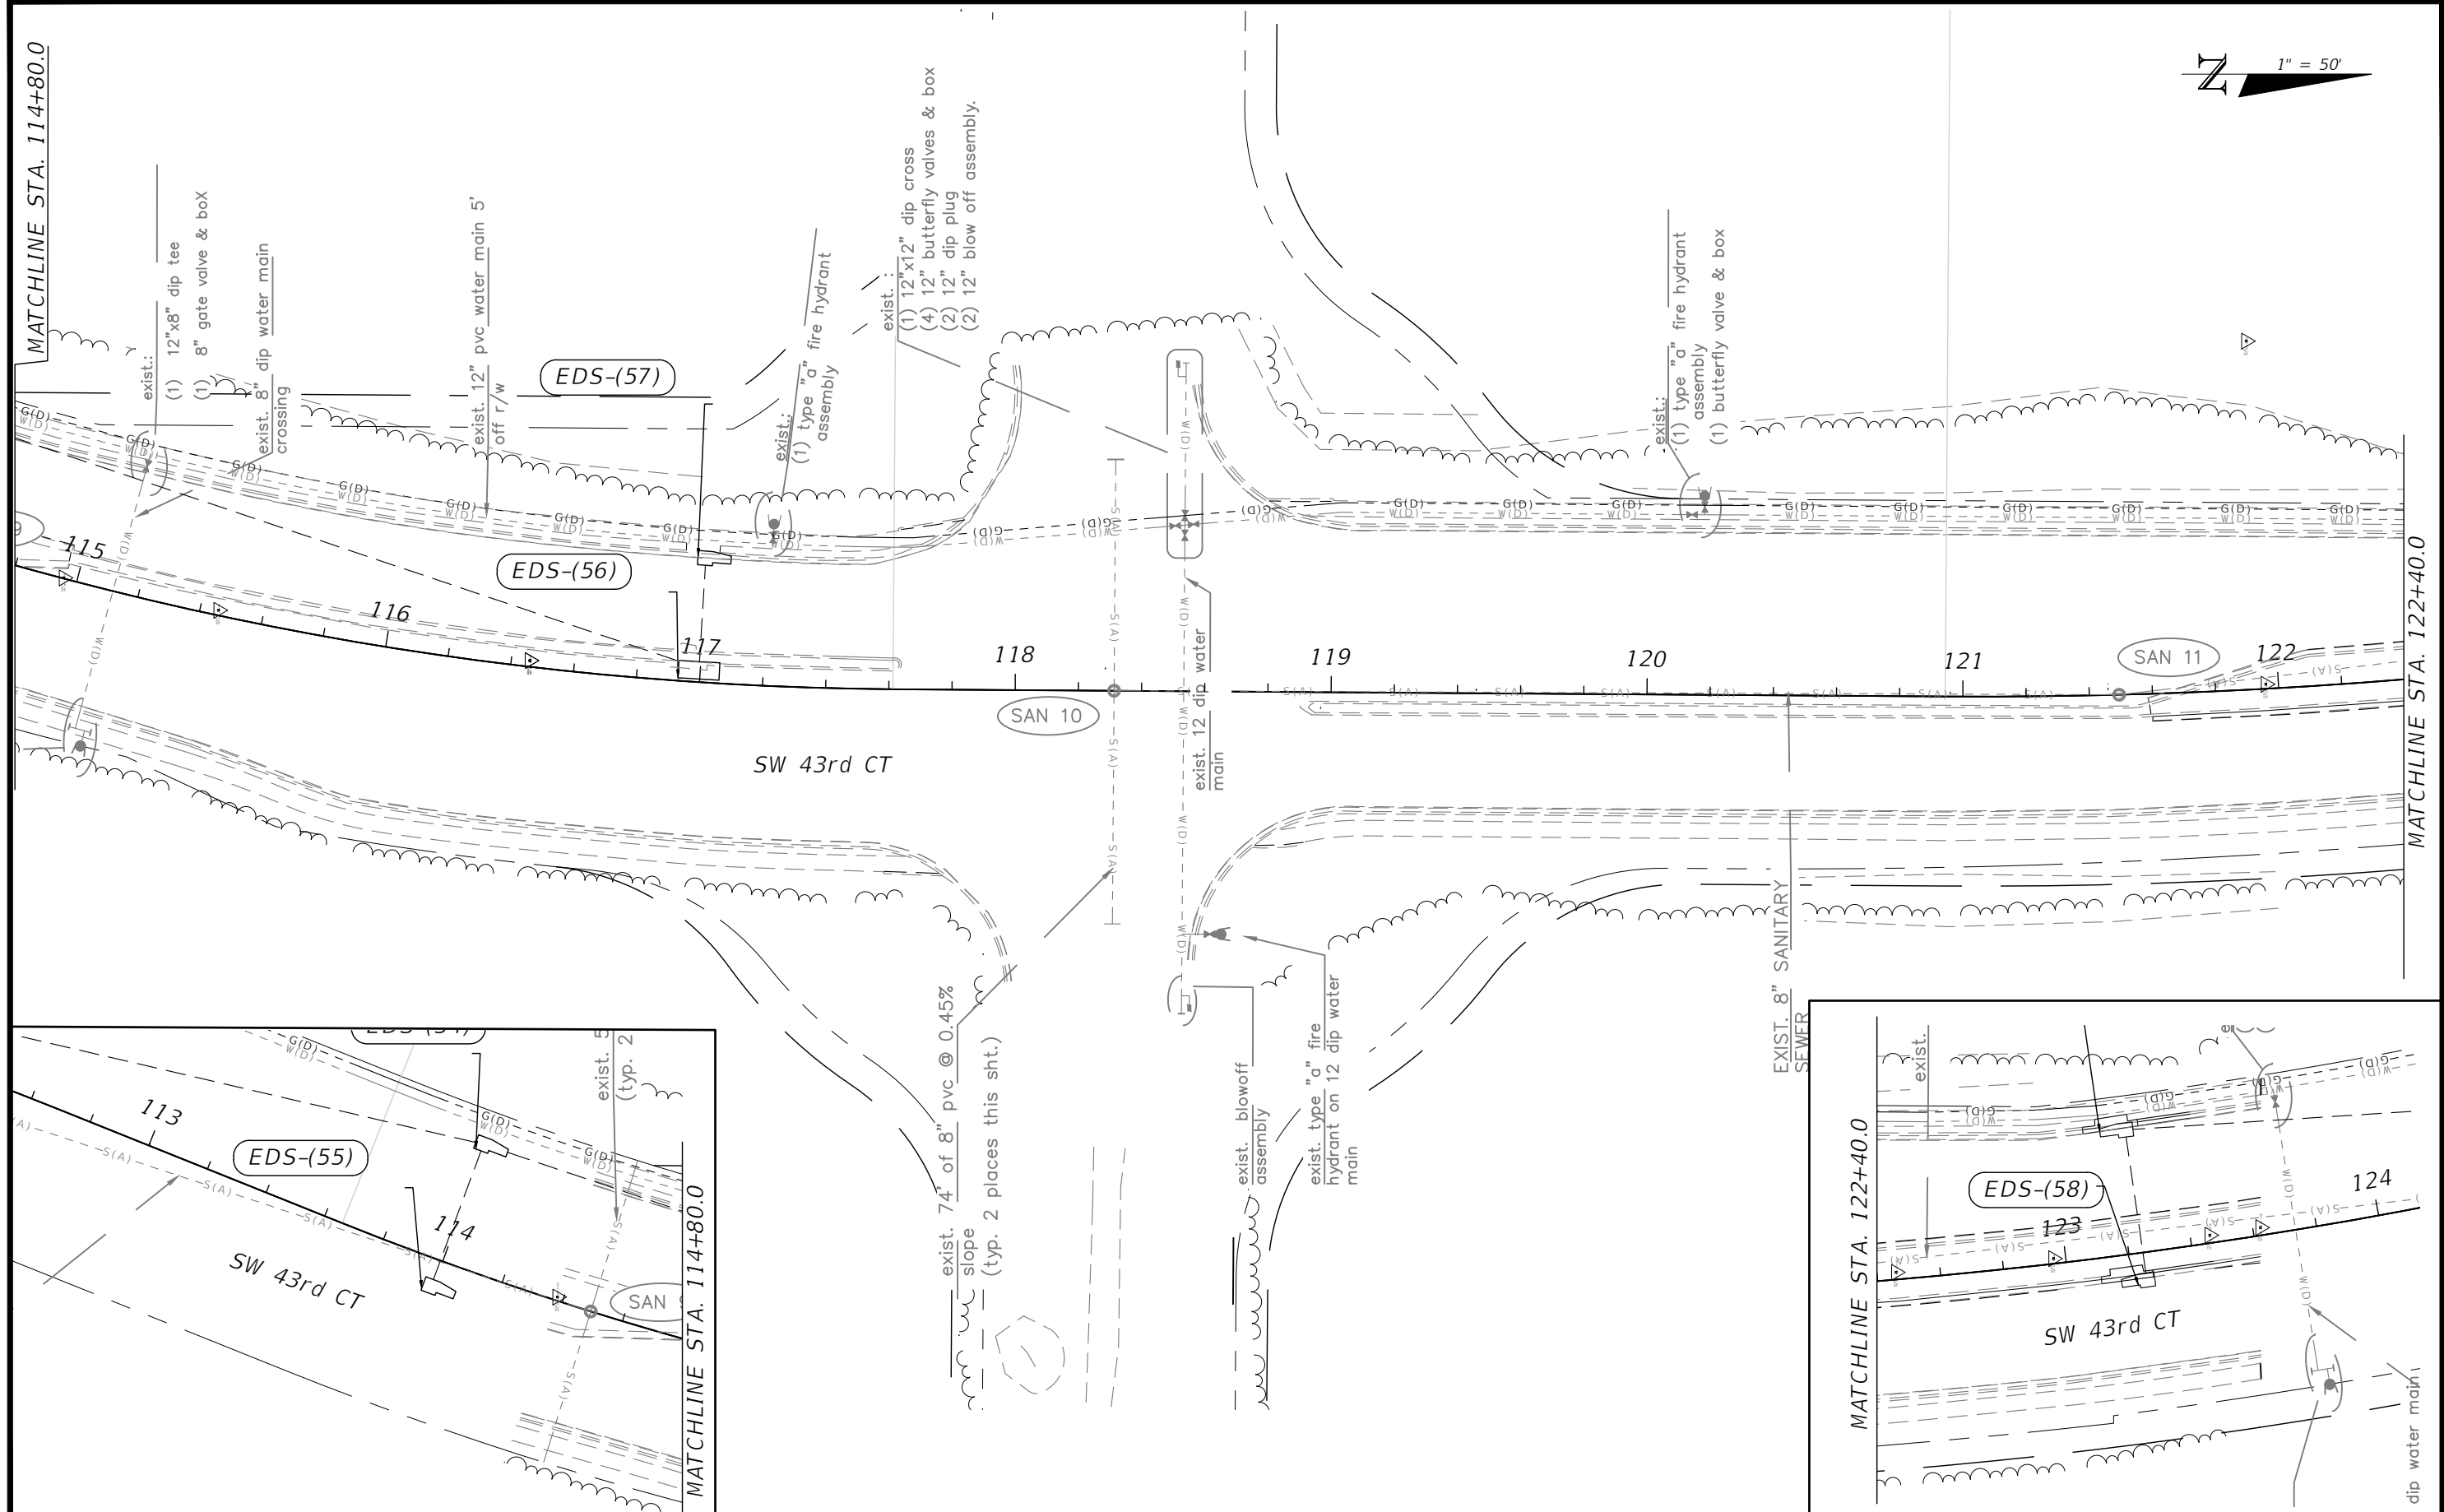 MATCHLINE STA. 114+80.0
exist.:
(1) 12"x8" dip tee
(1) 8" gate valve & box
exist. 8" dip water main
crossing
exist. 12" pvc water main 5'
off r/w
EDS-(57)
exist.:
(1) type "a" fire hydrant
assembly
exist. :
(1) 12"x12" dip cross
(4) 12" butterfly valves & box
(2) 12" dip plug
(2) 12" blow off assembly.
exist.:
(1) type "a" fire hydrant
assembly
(1) butterfly valve & box
N
1" = 50'
G(D)
W(D)
G(D)
W(D)
G(D)
W(D)
G(D)
W(D)
G(D)
W(D)
G(D)
W(D)
G(D)
W(D)
G(D)
W(D)
G(D)
W(D)
G(D)
W(D)
G(D)
W(D)
G(D)
W(D)
G(D)
W(D)
G(D)
W(D)
G(D)
W(D)
G(D)
W(D)
G(D)
W(D)
G(D)
W(D)
G(D)
W(D)
G(D)
W(D)
W(D)
S(A)
9
115
EDS-(56)
116
117
118
119
120
121
122
SAN 10
SAN 11
W(D)
W(D)
S(A)
W(D)
S(A)
S(A)
S(A)
S(A)
S(A)
S(A)
S(A)
S(A)
S(A)
S(A)
exist. 12 dip water
main
SW 43rd CT
W(D)
S(A)
W(D)
S(A)
W(D)
MATCHLINE STA. 122+40.0
EXIST. 8" SANITARY
SEWER
exist. 74' of 8" pvc @ 0.45%
slope
(typ. 2 places this sht.)
exist. blowoff
assembly
exist. type "a" fire
hydrant on 12 dip water
main
exist. 5
(typ. 2
G(D)
W(D)
G(D)
W(D)
G(D)
W(D)
113
EDS-(55)
114
S(A)
S(A)
S(A)
S(A)
S(A)
S(A)
S(A)
SW 43rd CT
SAN
MATCHLINE STA. 114+80.0
MATCHLINE STA. 122+40.0
exist.
G(D)
W(D)
G(D)
W(D)
G(D)
W(D)
G(D)
W(D)
EDS-(58)
123
124
S(A)
S(A)
S(A)
S(A)
S(A)
W(D)
W(D)
SW 43rd CT
dip water main